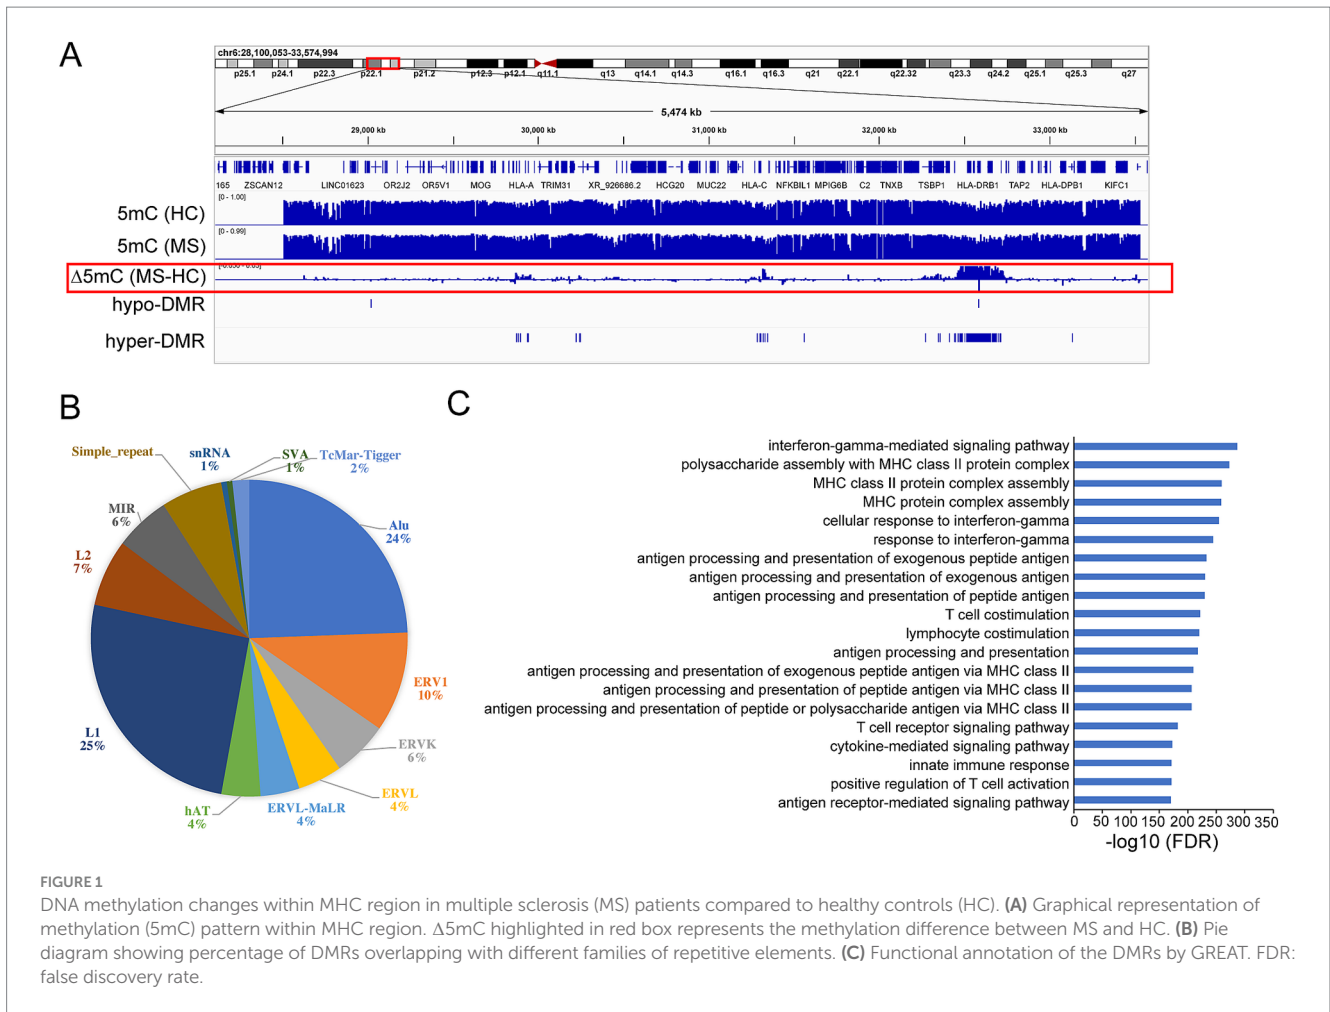 A
chr6:28,100,053-33,574,994
p25.1 p24.1 p22.3 p22.1 p21.2 p12.3 p12.1 q11.1 q13 q14.1 q14.3 q16.1 q16.3 q21 q22.1 q22.32 q23.3 q24.2 q25.1 q25.3 q27
5,474 kb
29,000 kb 30,000 kb 31,000 kb 32,000 kb 33,000 kb
165 ZSCAN12 LINC01623 OR2J2 OR5V1 MOG HLA-A TRIM31 XR_926686.2 HCG20 MUC22 HLA-C NFKBIL1 MPIG6B C2 TNXB TSBP1 HLA-DRB1 TAP2 HLA-DPB1 KIFC1
[0 - 1.00]
5mC (HC)
[0 - 0.99]
5mC (MS)
Δ5mC (MS-HC)
hypo-DMR
hyper-DMR
B
Simple_repeat
snRNA
1%
SVA
1%
TcMar-Tigger
2%
MIR
6%
Alu
24%
L2
7%
ERV1
10%
L1
25%
ERVK
6%
ERVL
4%
hAT
4%
ERVL-MaLR
4%
C
interferon-gamma-mediated signaling pathway
polysaccharide assembly with MHC class II protein complex
MHC class II protein complex assembly
MHC protein complex assembly
cellular response to interferon-gamma
response to interferon-gamma
antigen processing and presentation of exogenous peptide antigen
antigen processing and presentation of exogenous antigen
antigen processing and presentation of peptide antigen
T cell costimulation
lymphocyte costimulation
antigen processing and presentation
antigen processing and presentation of exogenous peptide antigen via MHC class II
antigen processing and presentation of peptide antigen via MHC class II
antigen processing and presentation of peptide or polysaccharide antigen via MHC class II
T cell receptor signaling pathway
cytokine-mediated signaling pathway
innate immune response
positive regulation of T cell activation
antigen receptor-mediated signaling pathway
0 50 100 150 200 250 300 350
-log10 (FDR)
FIGURE 1
DNA methylation changes within MHC region in multiple sclerosis (MS) patients compared to healthy controls (HC). (A) Graphical representation of
methylation (5mC) pattern within MHC region. Δ5mC highlighted in red box represents the methylation difference between MS and HC. (B) Pie
diagram showing percentage of DMRs overlapping with different families of repetitive elements. (C) Functional annotation of the DMRs by GREAT. FDR:
false discovery rate.